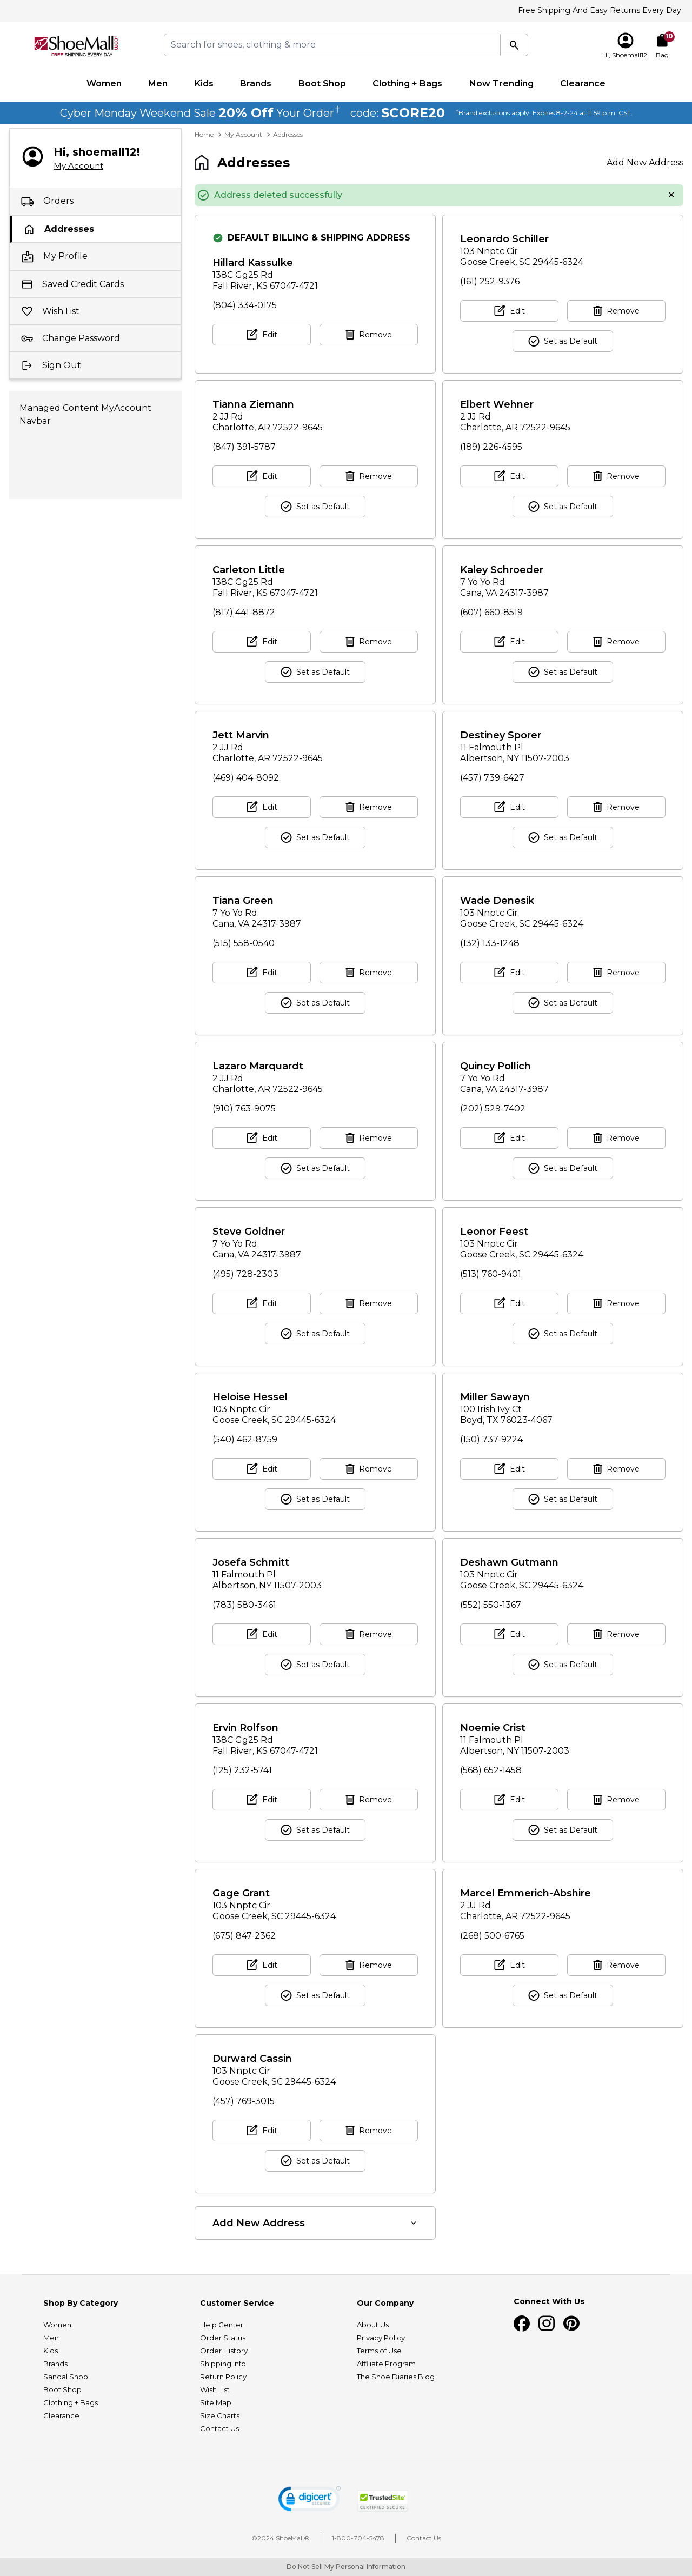 Free Shipping And Easy Returns Every Day
ShoeMall.com
FREE SHIPPING EVERY DAY
Search for shoes, clothing & more
Hi, Shoemall12!
10
Bag
Women Men Kids Brands Boot Shop Clothing + Bags Now Trending Clearance
Cyber Monday Weekend Sale 20% Off Your Order† code: SCORE20 †Brand exclusions apply. Expires 8-2-24 at 11:59 p.m. CST.
Hi, shoemall12!
My Account
Orders
Addresses
My Profile
Saved Credit Cards
Wish List
Change Password
Sign Out
Managed Content MyAccount
Navbar
Home > My Account > Addresses
Addresses
Add New Address
Address deleted successfully
DEFAULT BILLING & SHIPPING ADDRESS
Hillard Kassulke
138C Gg25 Rd
Fall River, KS 67047-4721
(804) 334-0175
Edit Remove
Leonardo Schiller
103 Nnptc Cir
Goose Creek, SC 29445-6324
(161) 252-9376
Edit Remove
Set as Default
Tianna Ziemann
2 JJ Rd
Charlotte, AR 72522-9645
(847) 391-5787
Edit Remove
Set as Default
Elbert Wehner
2 JJ Rd
Charlotte, AR 72522-9645
(189) 226-4595
Edit Remove
Set as Default
Carleton Little
138C Gg25 Rd
Fall River, KS 67047-4721
(817) 441-8872
Edit Remove
Set as Default
Kaley Schroeder
7 Yo Yo Rd
Cana, VA 24317-3987
(607) 660-8519
Edit Remove
Set as Default
Jett Marvin
2 JJ Rd
Charlotte, AR 72522-9645
(469) 404-8092
Edit Remove
Set as Default
Destiney Sporer
11 Falmouth Pl
Albertson, NY 11507-2003
(457) 739-6427
Edit Remove
Set as Default
Tiana Green
7 Yo Yo Rd
Cana, VA 24317-3987
(515) 558-0540
Edit Remove
Set as Default
Wade Denesik
103 Nnptc Cir
Goose Creek, SC 29445-6324
(132) 133-1248
Edit Remove
Set as Default
Lazaro Marquardt
2 JJ Rd
Charlotte, AR 72522-9645
(910) 763-9075
Edit Remove
Set as Default
Quincy Pollich
7 Yo Yo Rd
Cana, VA 24317-3987
(202) 529-7402
Edit Remove
Set as Default
Steve Goldner
7 Yo Yo Rd
Cana, VA 24317-3987
(495) 728-2303
Edit Remove
Set as Default
Leonor Feest
103 Nnptc Cir
Goose Creek, SC 29445-6324
(513) 760-9401
Edit Remove
Set as Default
Heloise Hessel
103 Nnptc Cir
Goose Creek, SC 29445-6324
(540) 462-8759
Edit Remove
Set as Default
Miller Sawayn
100 Irish Ivy Ct
Boyd, TX 76023-4067
(150) 737-9224
Edit Remove
Set as Default
Josefa Schmitt
11 Falmouth Pl
Albertson, NY 11507-2003
(783) 580-3461
Edit Remove
Set as Default
Deshawn Gutmann
103 Nnptc Cir
Goose Creek, SC 29445-6324
(552) 550-1367
Edit Remove
Set as Default
Ervin Rolfson
138C Gg25 Rd
Fall River, KS 67047-4721
(125) 232-5741
Edit Remove
Set as Default
Noemie Crist
11 Falmouth Pl
Albertson, NY 11507-2003
(568) 652-1458
Edit Remove
Set as Default
Gage Grant
103 Nnptc Cir
Goose Creek, SC 29445-6324
(675) 847-2362
Edit Remove
Set as Default
Marcel Emmerich-Abshire
2 JJ Rd
Charlotte, AR 72522-9645
(268) 500-6765
Edit Remove
Set as Default
Durward Cassin
103 Nnptc Cir
Goose Creek, SC 29445-6324
(457) 769-3015
Edit Remove
Set as Default
Add New Address
Shop By Category
Women
Men
Kids
Brands
Sandal Shop
Boot Shop
Clothing + Bags
Clearance
Customer Service
Help Center
Order Status
Order History
Shipping Info
Return Policy
Wish List
Site Map
Size Charts
Contact Us
Our Company
About Us
Privacy Policy
Terms of Use
Affiliate Program
The Shoe Diaries Blog
Connect With Us
digicert
SECURED
TrustedSite
CERTIFIED SECURE
©2024 ShoeMall® | 1-800-704-5478 | Contact Us
Do Not Sell My Personal Information